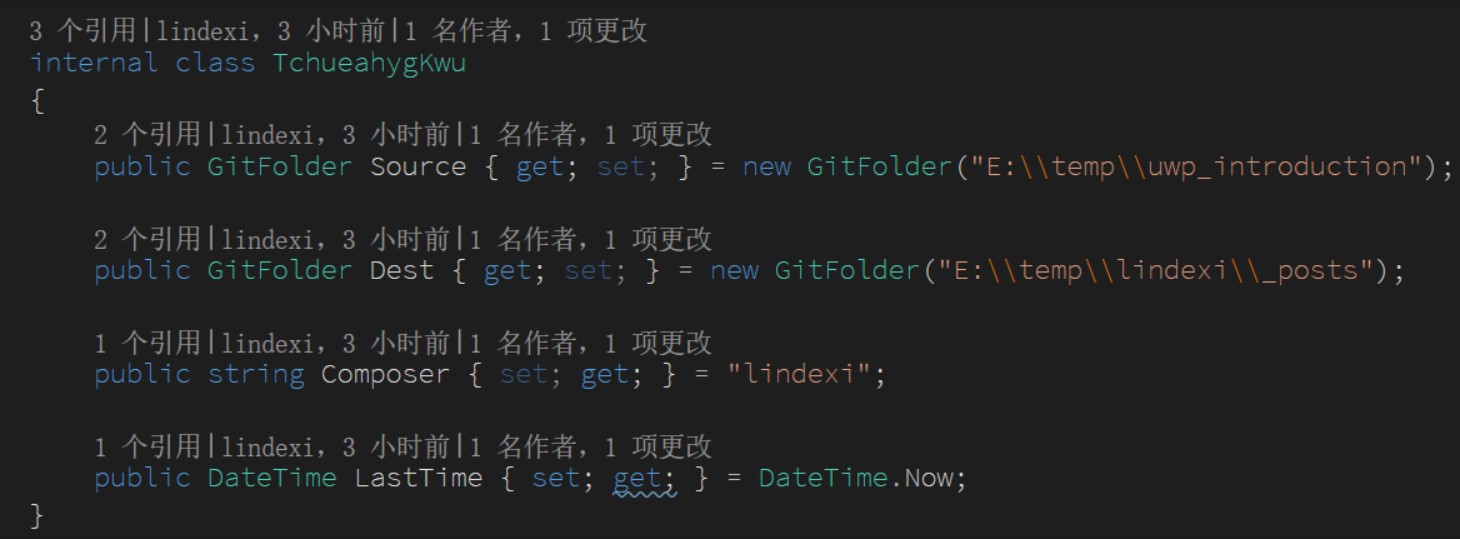 3 个引用|lindexi，3 小时前|1 名作者，1 项更改
internal class TchueahygKwu
{
2 个引用|lindexi，3 小时前|1 名作者，1 项更改
public GitFolder Source { get; set; } = new GitFolder("E:\\temp\\uwp_introduction");
2 个引用|lindexi，3 小时前|1 名作者，1 项更改
public GitFolder Dest { get; set; } = new GitFolder("E:\\temp\\lindexi\\_posts");
1 个引用|lindexi，3 小时前|1 名作者，1 项更改
public string Composer { set; get; } = "lindexi";
1 个引用|lindexi，3 小时前|1 名作者，1 项更改
public DateTime LastTime { set; get; } = DateTime.Now;
}